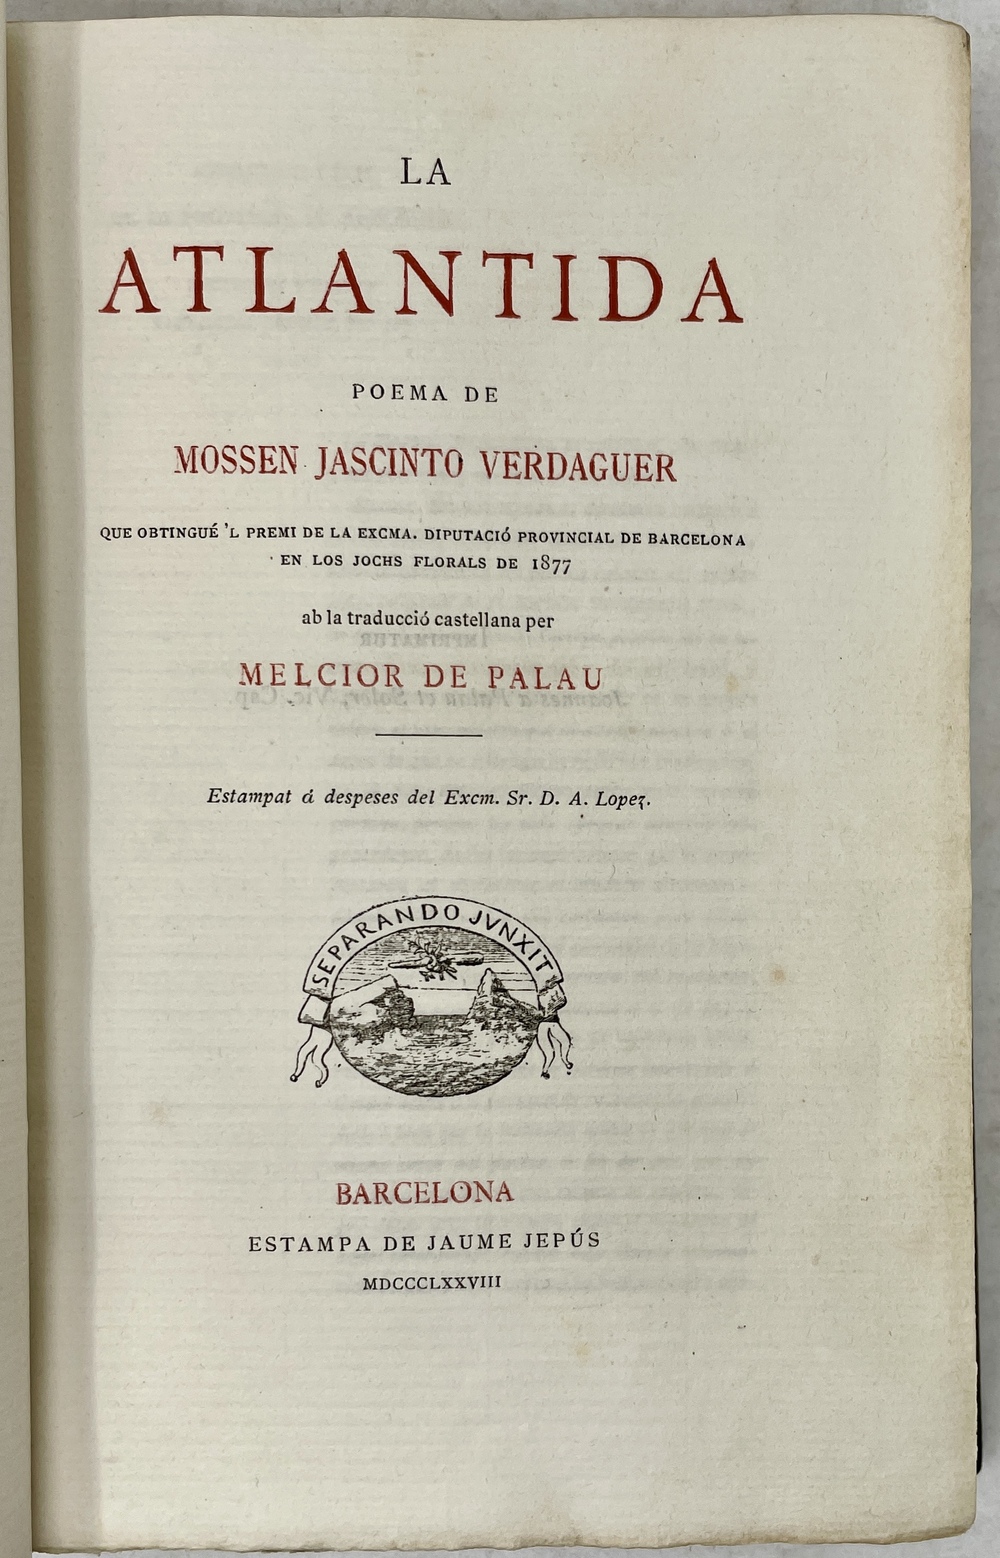 LA
ATLANTIDA
POEMA DE
MOSSEN JASCINTO VERDAGUER
QUE OBTINGUÉ 'L PREMI DE LA EXCMA. DIPUTACIÓ PROVINCIAL DE BARCELONA
EN LOS JOCHS FLORALS DE 1877
ab la traducció castellana per
MELCIOR DE PALAU
Estampat á despeses del Excm. Sr. D. A. Lopez.
SEPARANDO JVNXIT
BARCELONA
ESTAMPA DE JAUME JEPÚS
MDCCCLXXVIII